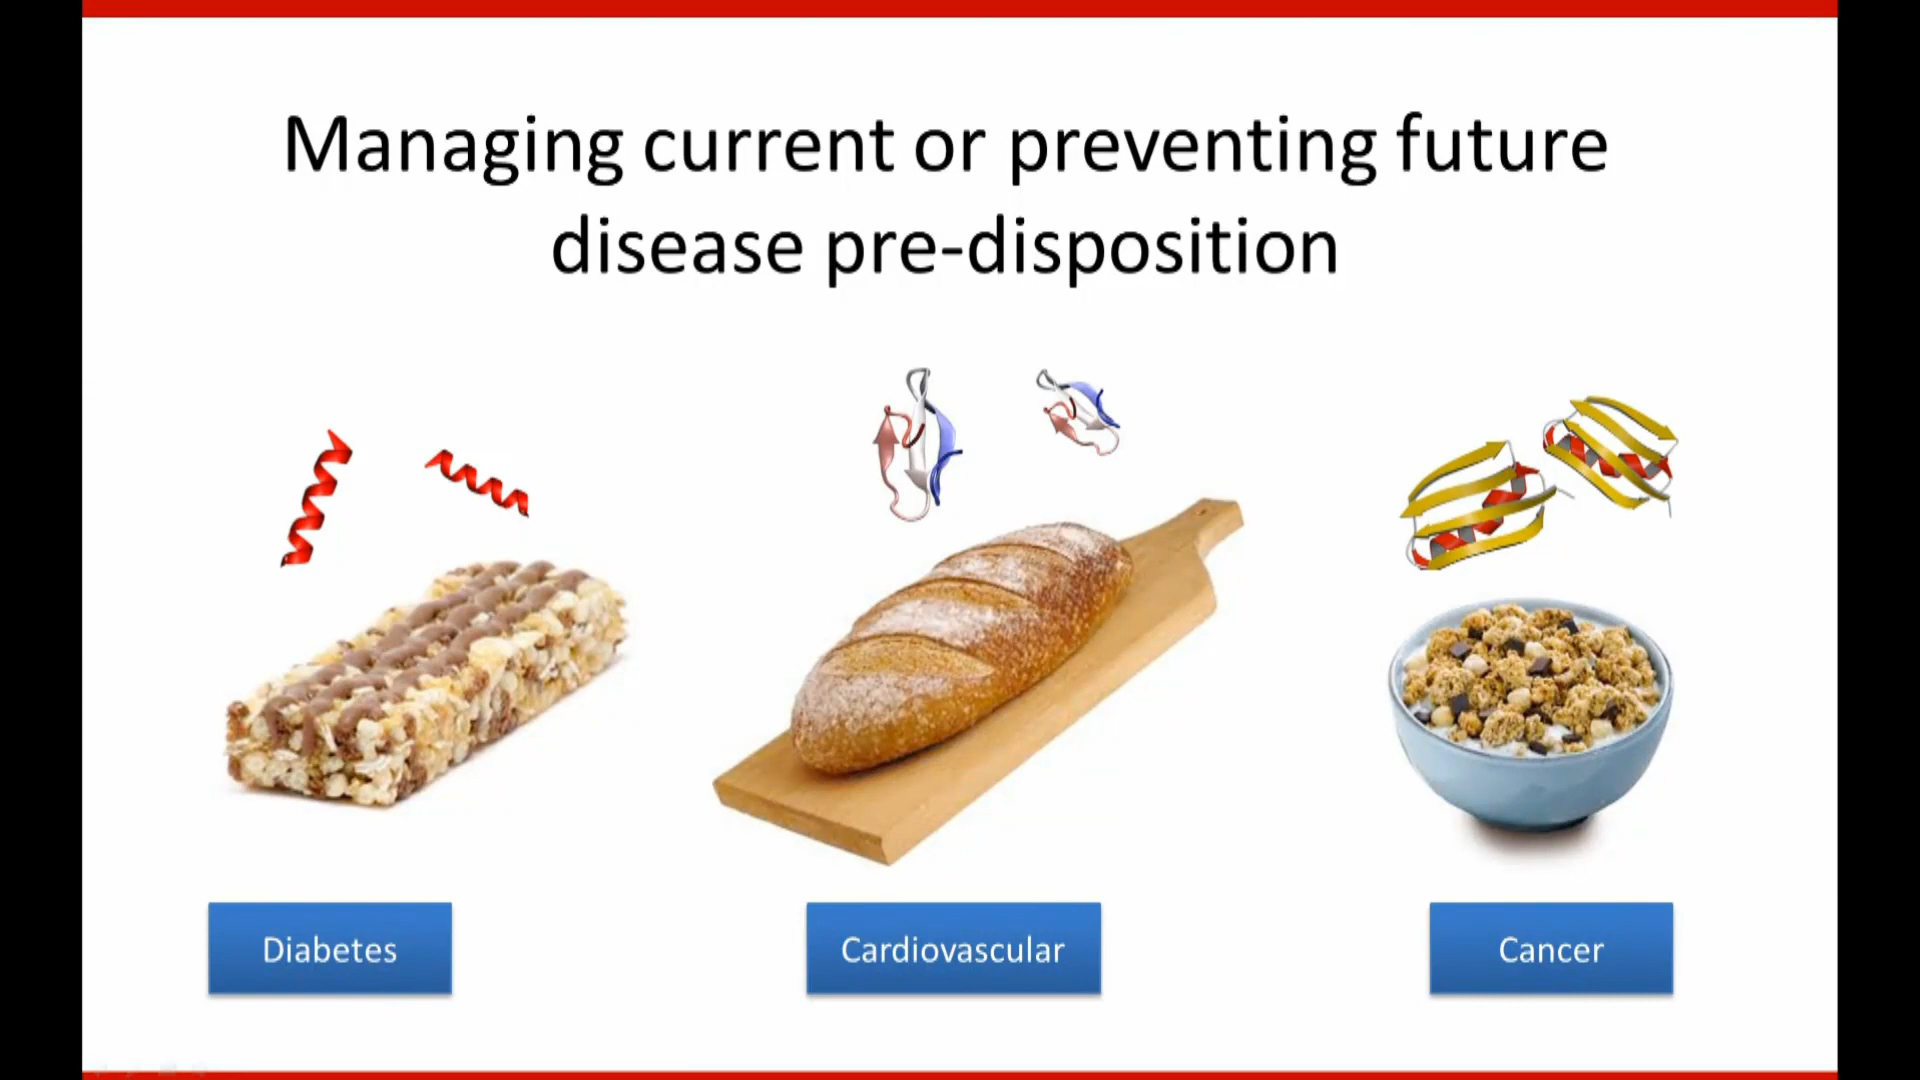 Managing current or preventing future
disease pre-disposition
Diabetes
Cardiovascular
Cancer